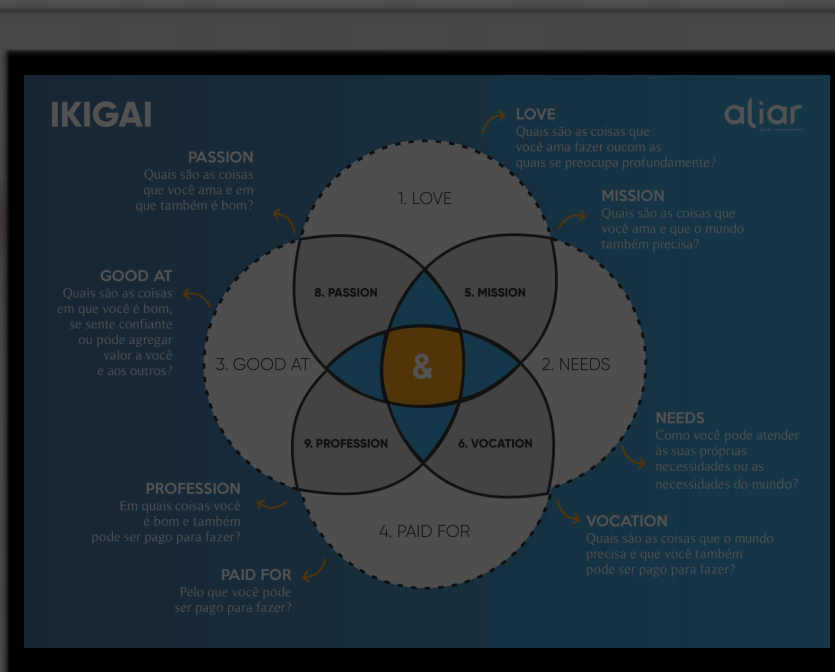 IKIGAI
aliar
LOVE
Quais são as coisas que
você ama fazer oucom as
quais se preocupa profundamente?
PASSION
Quais são as coisas
que você ama e em
que também é bom?
1. LOVE
MISSION
Quais são as coisas que
você ama e que o mundo
também precisa?
GOOD AT
Quais são as coisas
em que você é bom,
se sente confiante
ou pode agregar
valor a você
e aos outros?
8. PASSION
5. MISSION
3. GOOD AT
&
2. NEEDS
NEEDS
Como você pode atender
às suas próprias
necessidades ou as
necessidades do mundo?
9. PROFESSION
6. VOCATION
PROFESSION
Em quais coisas você
é bom e também
pode ser pago para fazer?
4. PAID FOR
VOCATION
Quais são as coisas que o mundo
precisa e que você também
pode ser pago para fazer?
PAID FOR
Pelo que você pode
ser pago para fazer?